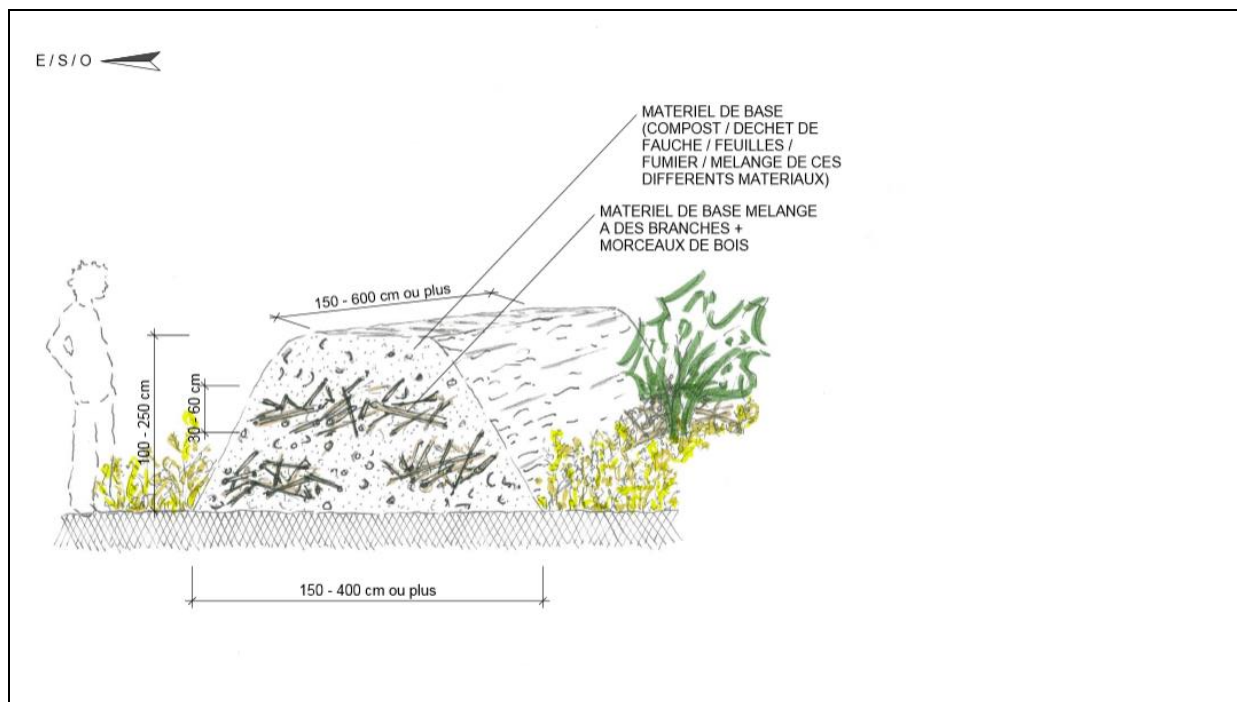 E / S / O
MATERIEL DE BASE
(COMPOST / DECHET DE
FAUCHE / FEUILLES /
FUMIER / MELANGE DE CES
DIFFERENTS MATERIAUX)
MATERIEL DE BASE MELANGE
A DES BRANCHES +
MORCEAUX DE BOIS
150 - 600 cm ou plus
100 - 250 cm
30 - 60 cm
150 - 400 cm ou plus